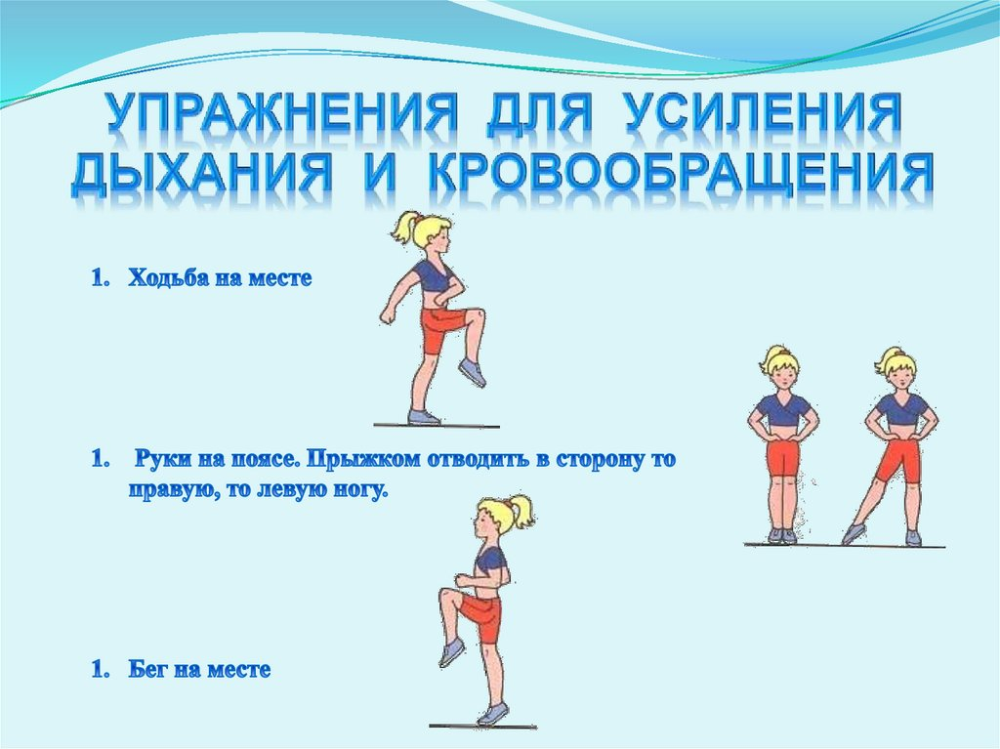 УПРАЖНЕНИЯ ДЛЯ УСИЛЕНИЯ
ДЫХАНИЯ И КРОВООБРАЩЕНИЯ
1. Ходьба на месте
1. Руки на поясе. Прыжком отводить в сторону то
правую, то левую ногу.
1. Бег на месте